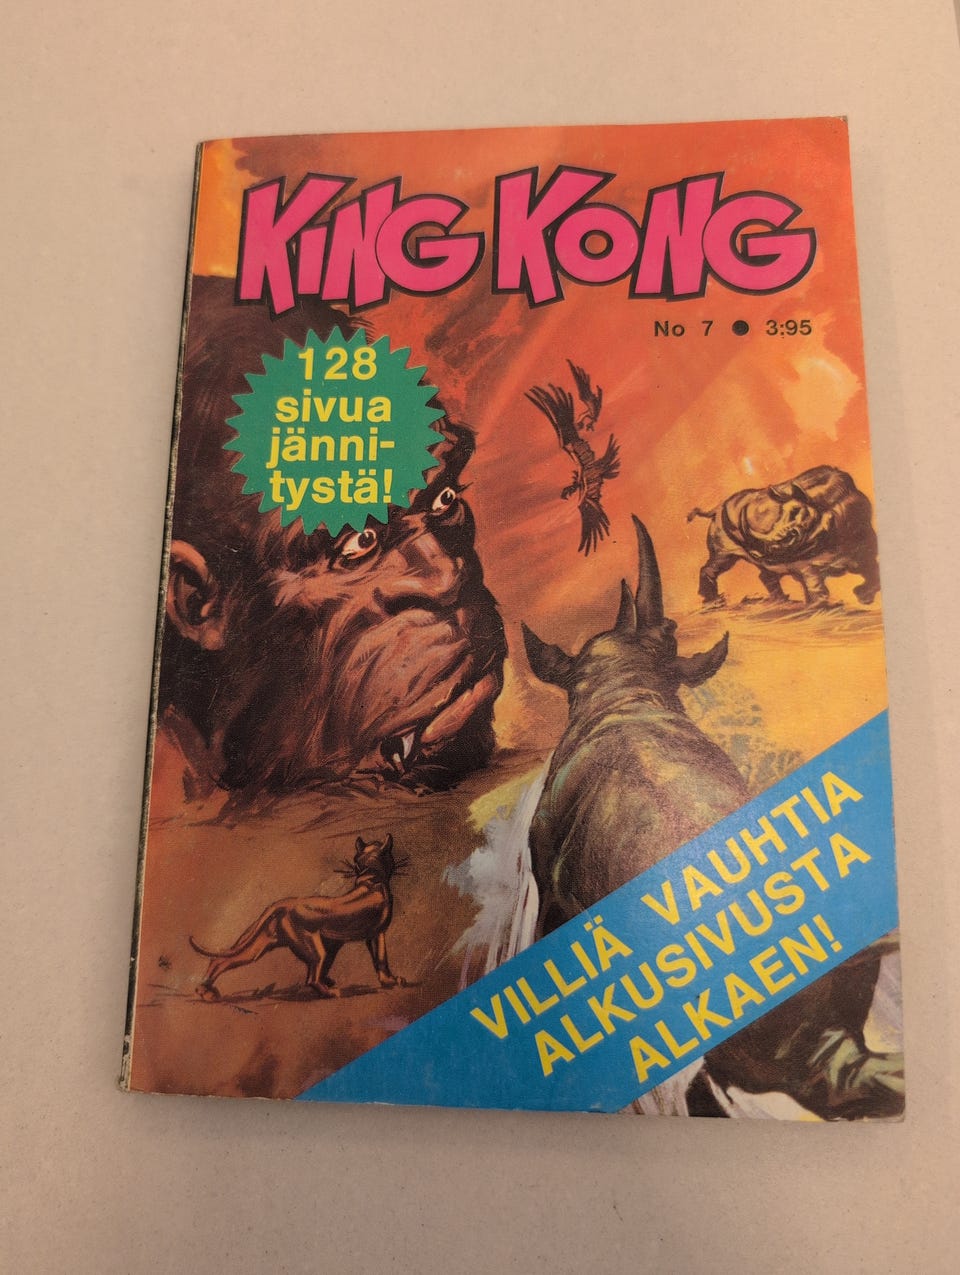 KING KONG
No 7 ● 3:95
128
sivua
jänni-
tystä!
VILLIÄ VAUHTIA
ALKUSIVUSTA
ALKAEN!